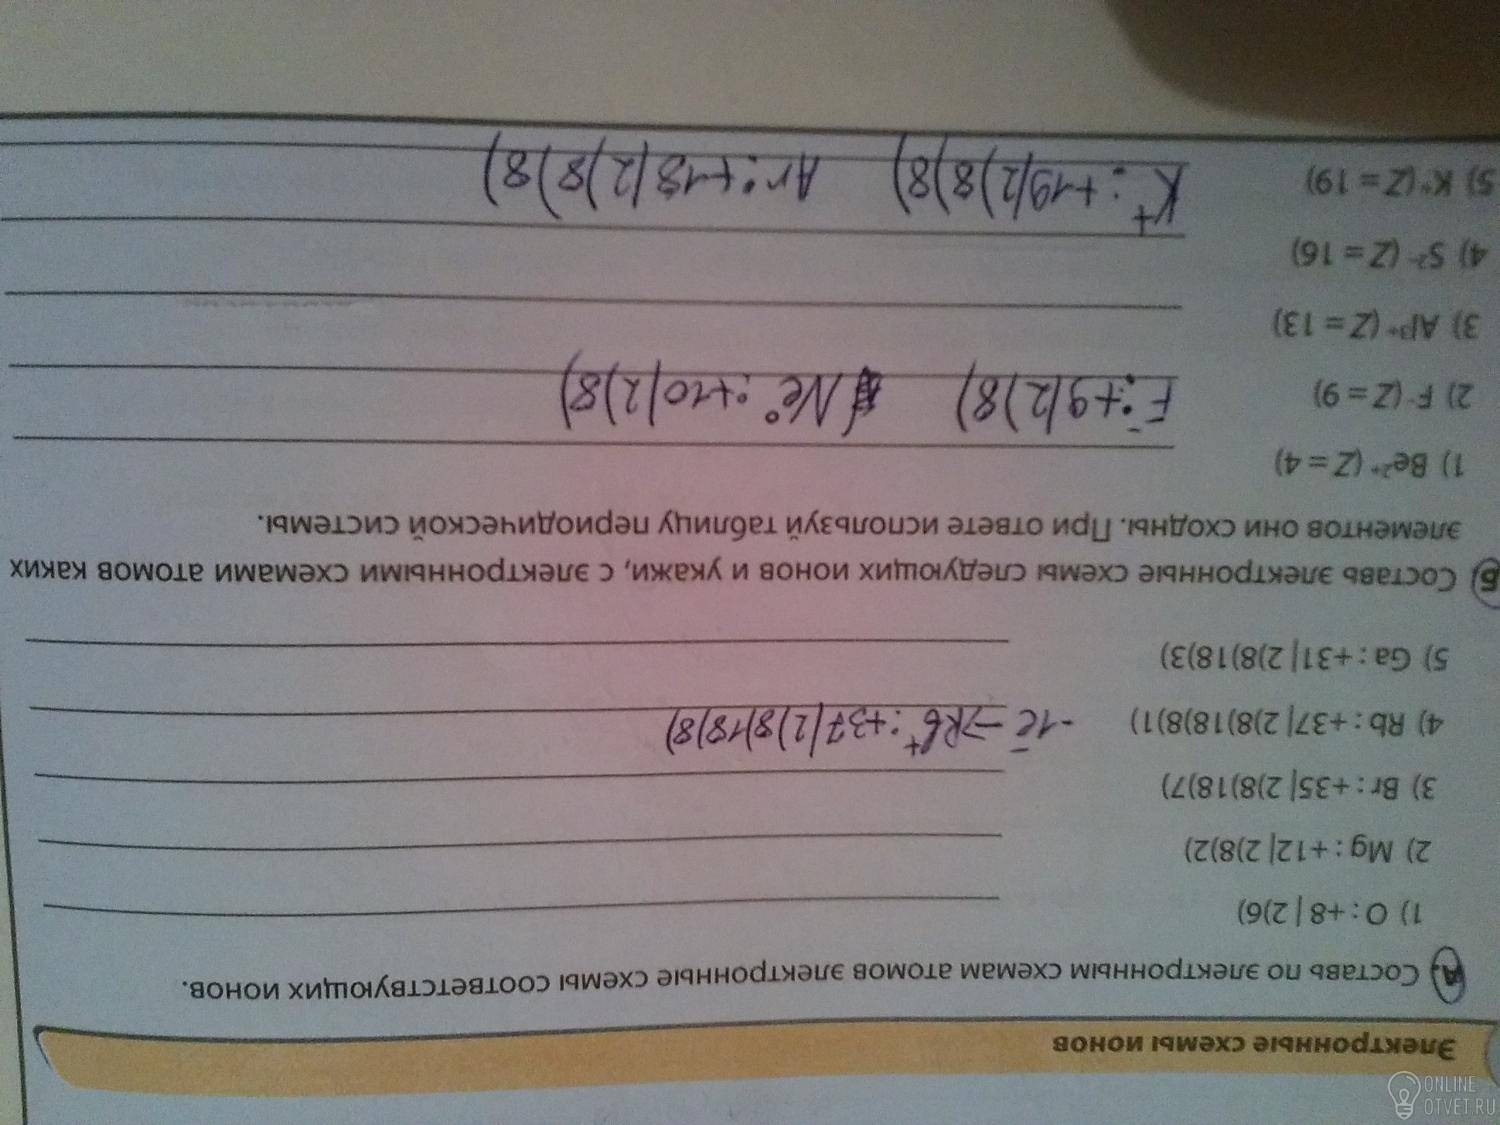 Электронные схемы ионов
А. Составь по электронным схемам атомов электронные схемы соответствующих ионов.
1) O : +8 | 2)6)
2) Mg : +12| 2)8)2)
3) Br : +35| 2)8)18)7)
4) Rb : +37| 2)8)18)8)1) -1e⁻ → Rb⁺: +37|2)8)18)8)
5) Ga : +31| 2)8)18)3)
Б. Составь электронные схемы следующих ионов и укажи, с электронными схемами атомов каких
элементов они сходны. При ответе используй таблицу периодической системы.
1) Be²⁺ (Z = 4)
2) F⁻ (Z = 9) F⁻: +9|2)8) Ne⁰: +10|2)8)
3) Al³⁺ (Z = 13)
4) S²⁻ (Z = 16)
5) K⁺ (Z = 19) K⁺: +19|2)8)8) Ar: +18|2)8)8)
ONLINE
OTVET.RU